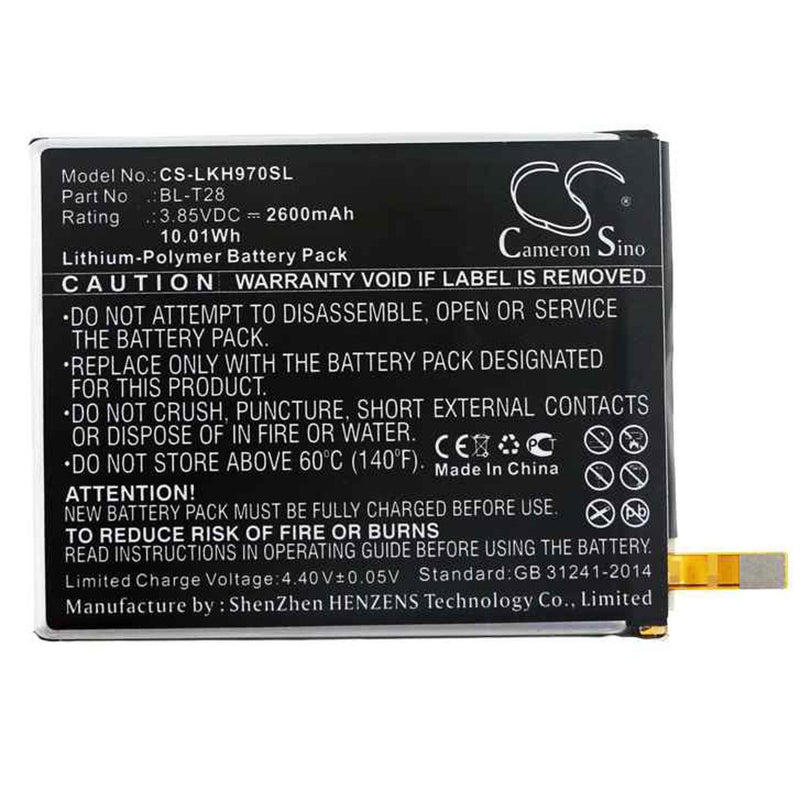 Model No.: CS-LKH970SL
Part No : BL-T28
Rating : 3.85VDC ⎓ 2600mAh
10.01Wh
Lithium-Polymer Battery Pack
CS
Cameron Sino
CAUTION WARRANTY VOID IF LABEL IS REMOVED
•DO NOT ATTEMPT TO DISASSEMBLE, OPEN OR SERVICE
THE BATTERY PACK.
•REPLACE ONLY WITH THE BATTERY PACK DESIGNATED
FOR THIS PRODUCT.
•DO NOT CRUSH, PUNCTURE, SHORT EXTERNAL CONTACTS
OR DISPOSE OF IN FIRE OR WATER.
•DO NOT STORE ABOVE 60°C (140°F).
CE
Made In China
Pb
ATTENTION!
NEW BATTERY PACK MUST BE FULLY CHARGED BEFORE USE.
TO REDUCE RISK OF FIRE OR BURNS
READ INSTRUCTIONS IN OPERATING GUIDE BEFORE USING THE BATTERY.
Limited Charge Voltage: 4.40V±0.05V Standard: GB 31241-2014
Manufacture by : ShenZhen HENZENS Technology Co., Limited